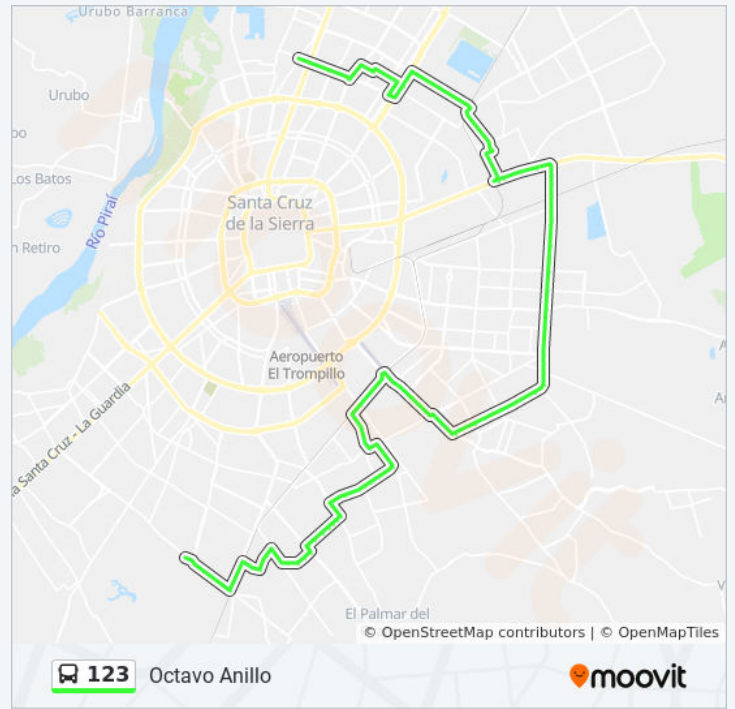 Urubo Barranca
Urubo
bo
Los Batos
Río Piraí
n Retiro
Santa Cruz
de la Sierra
Aeropuerto
El Trompillo
A
Ar
a Santa Cruz - La Guardia
V
El Palmar del
© OpenStreetMap contributors | © OpenMapTiles
123 Octavo Anillo
moovit